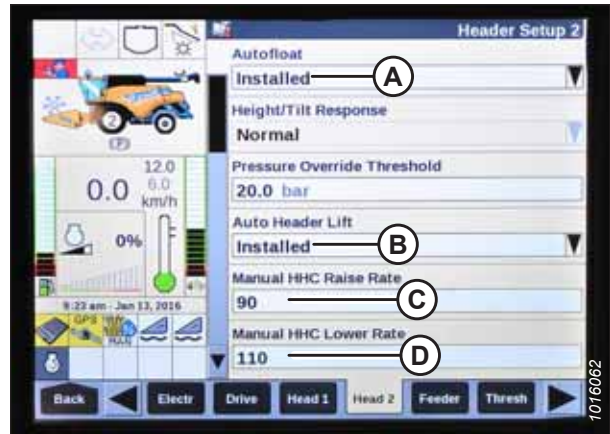 Header Setup 2
Autofloat
Installed
A
Height/Tilt Response
Normal
Pressure Override Threshold
20.0 bar
Auto Header Lift
Installed
B
Manual HHC Raise Rate
90
C
Manual HHC Lower Rate
110
D
2
(P)
12.0
6.0
0.0 km/h
0%
9:23 am - Jan 13, 2016
GPS
Back
Electr
Drive
Head 1
Head 2
Feeder
Thresh
1016062